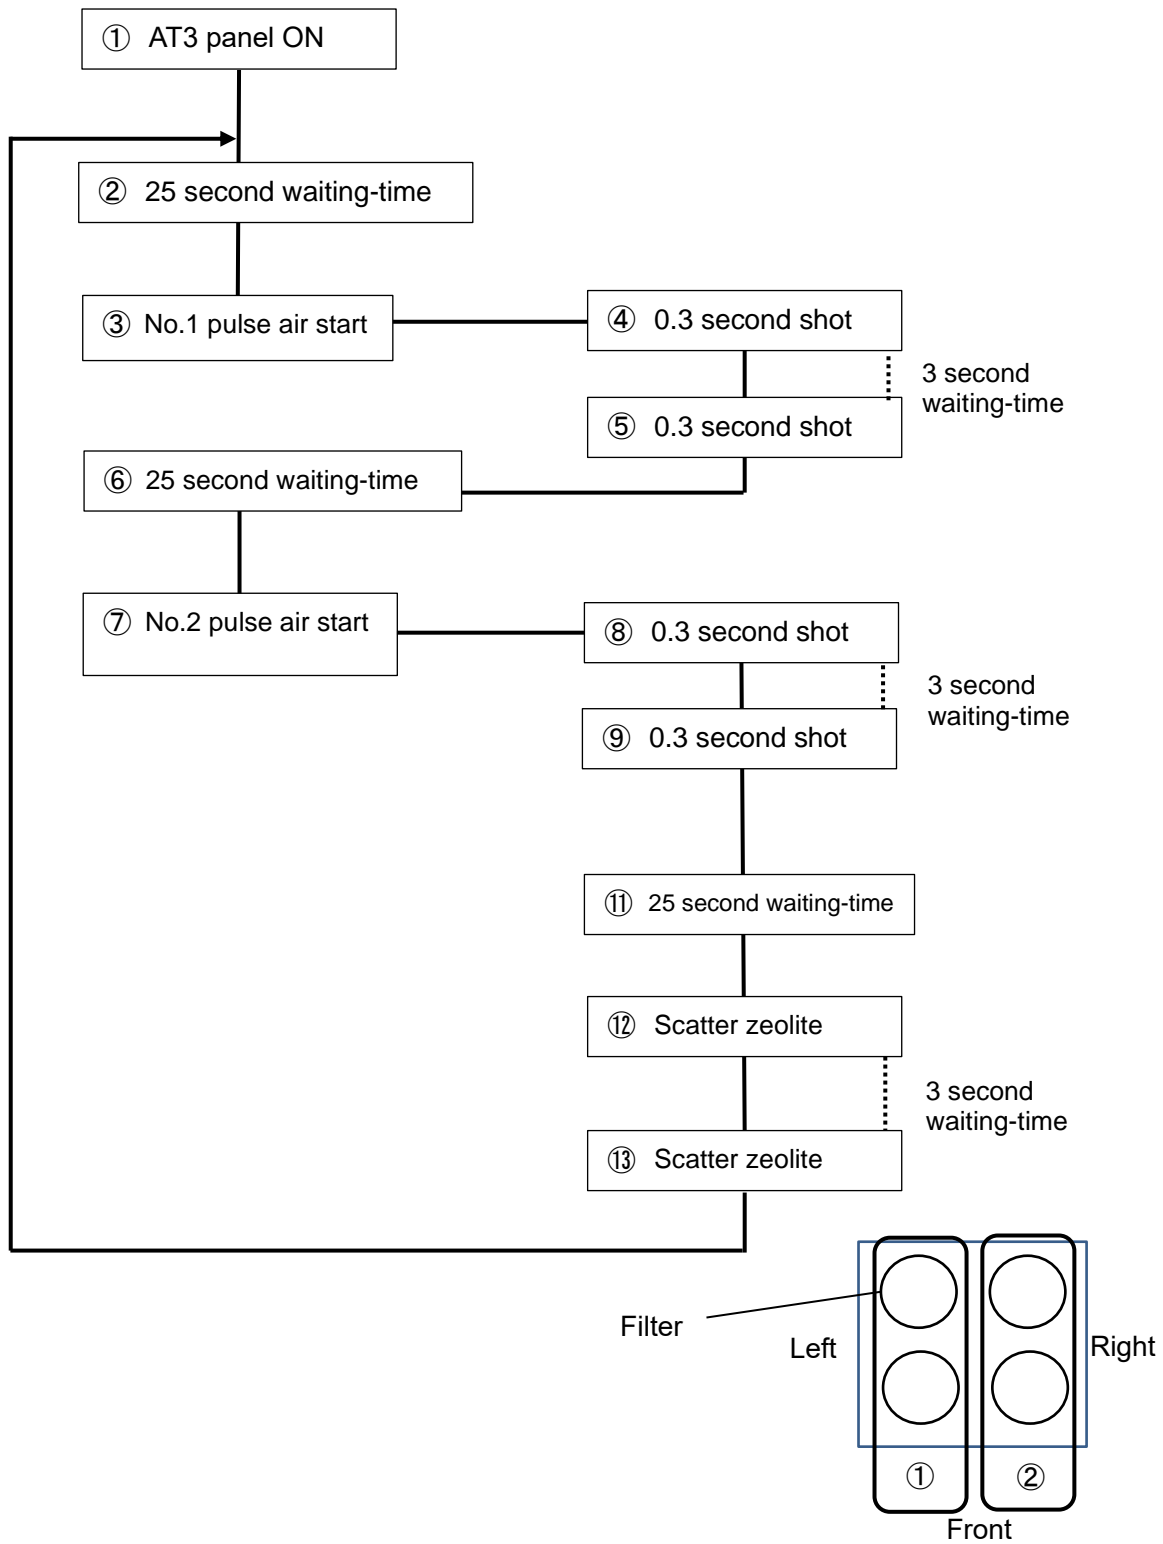 ① AT3 panel ON
② 25 second waiting-time
③ No.1 pulse air start
④ 0.3 second shot
3 second
waiting-time
⑤ 0.3 second shot
⑥ 25 second waiting-time
⑦ No.2 pulse air start
⑧ 0.3 second shot
3 second
waiting-time
⑨ 0.3 second shot
⑪ 25 second waiting-time
⑫ Scatter zeolite
3 second
waiting-time
⑬ Scatter zeolite
Filter
Left
Right
① ②
Front